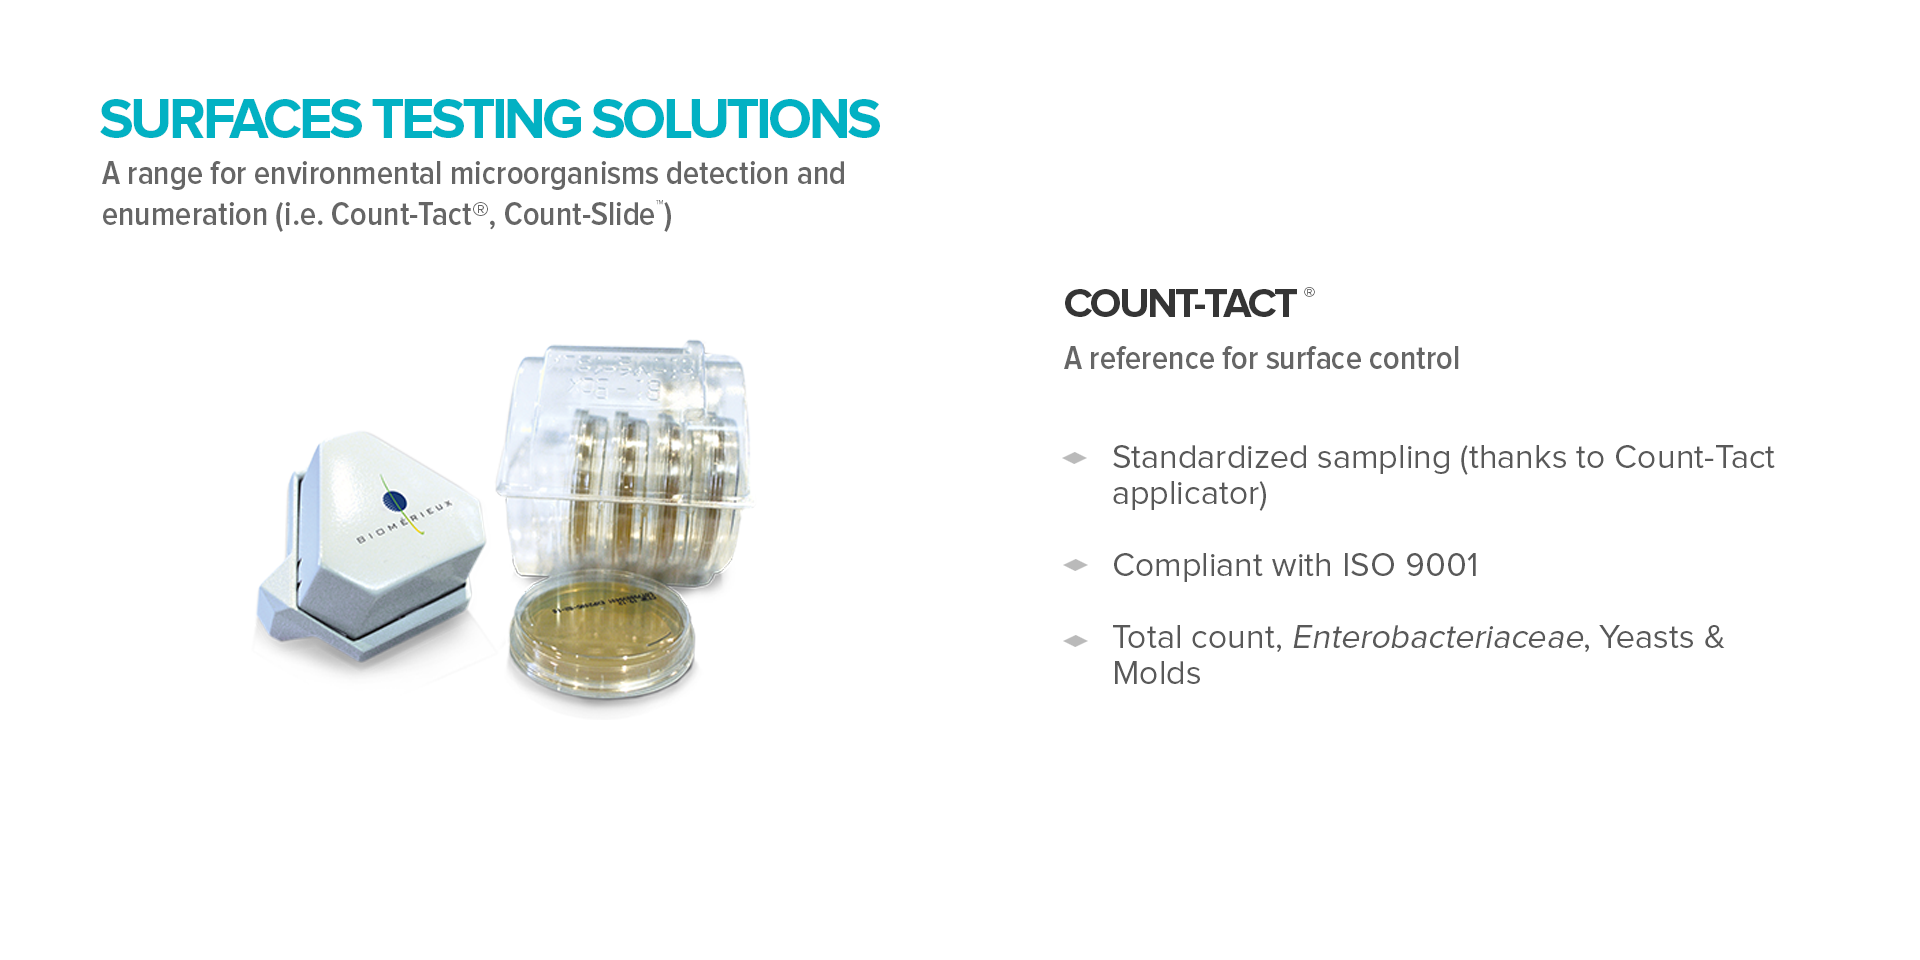 SURFACES TESTING SOLUTIONS
A range for environmental microorganisms detection and
enumeration (i.e. Count-Tact®, Count-Slide™)
COUNT-TACT ®
A reference for surface control
Standardized sampling (thanks to Count-Tact
applicator)
Compliant with ISO 9001
Total count, Enterobacteriaceae, Yeasts &
Molds
BIOMÉRIEUX